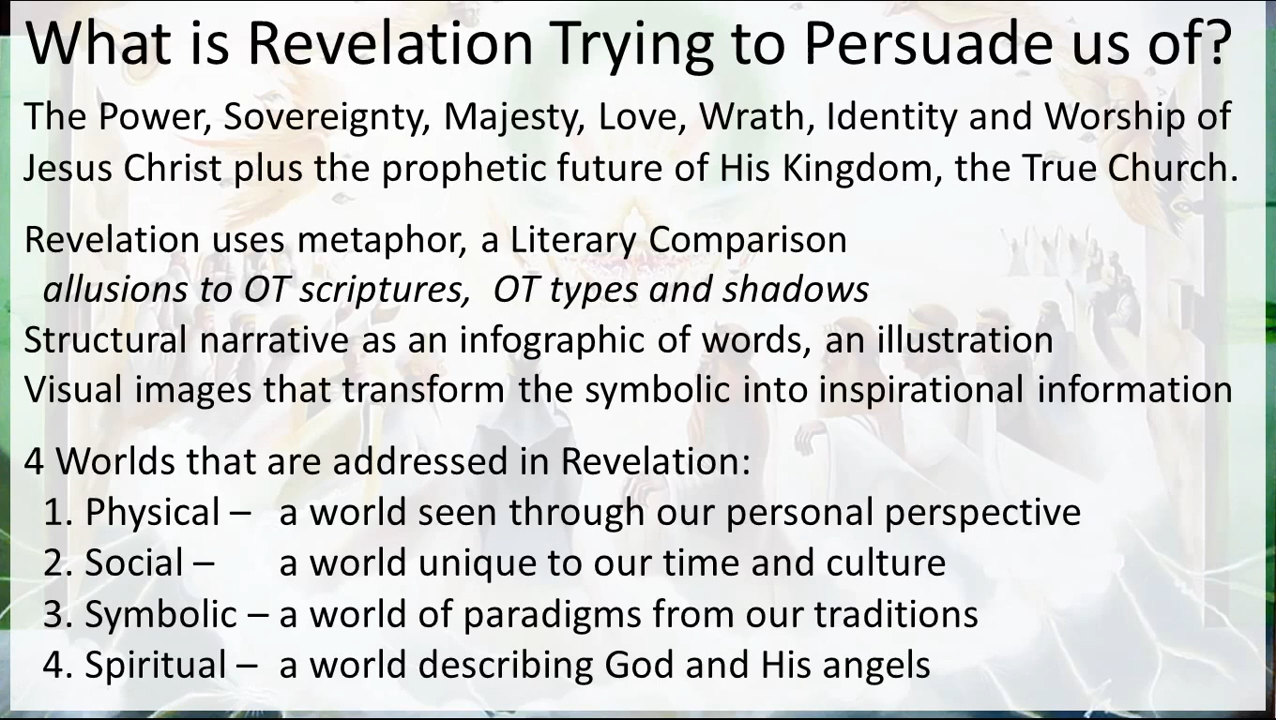 What is Revelation Trying to Persuade us of?
The Power, Sovereignty, Majesty, Love, Wrath, Identity and Worship of
Jesus Christ plus the prophetic future of His Kingdom, the True Church.
Revelation uses metaphor, a Literary Comparison
allusions to OT scriptures, OT types and shadows
Structural narrative as an infographic of words, an illustration
Visual images that transform the symbolic into inspirational information
4 Worlds that are addressed in Revelation:
1. Physical – a world seen through our personal perspective
2. Social – a world unique to our time and culture
3. Symbolic – a world of paradigms from our traditions
4. Spiritual – a world describing God and His angels